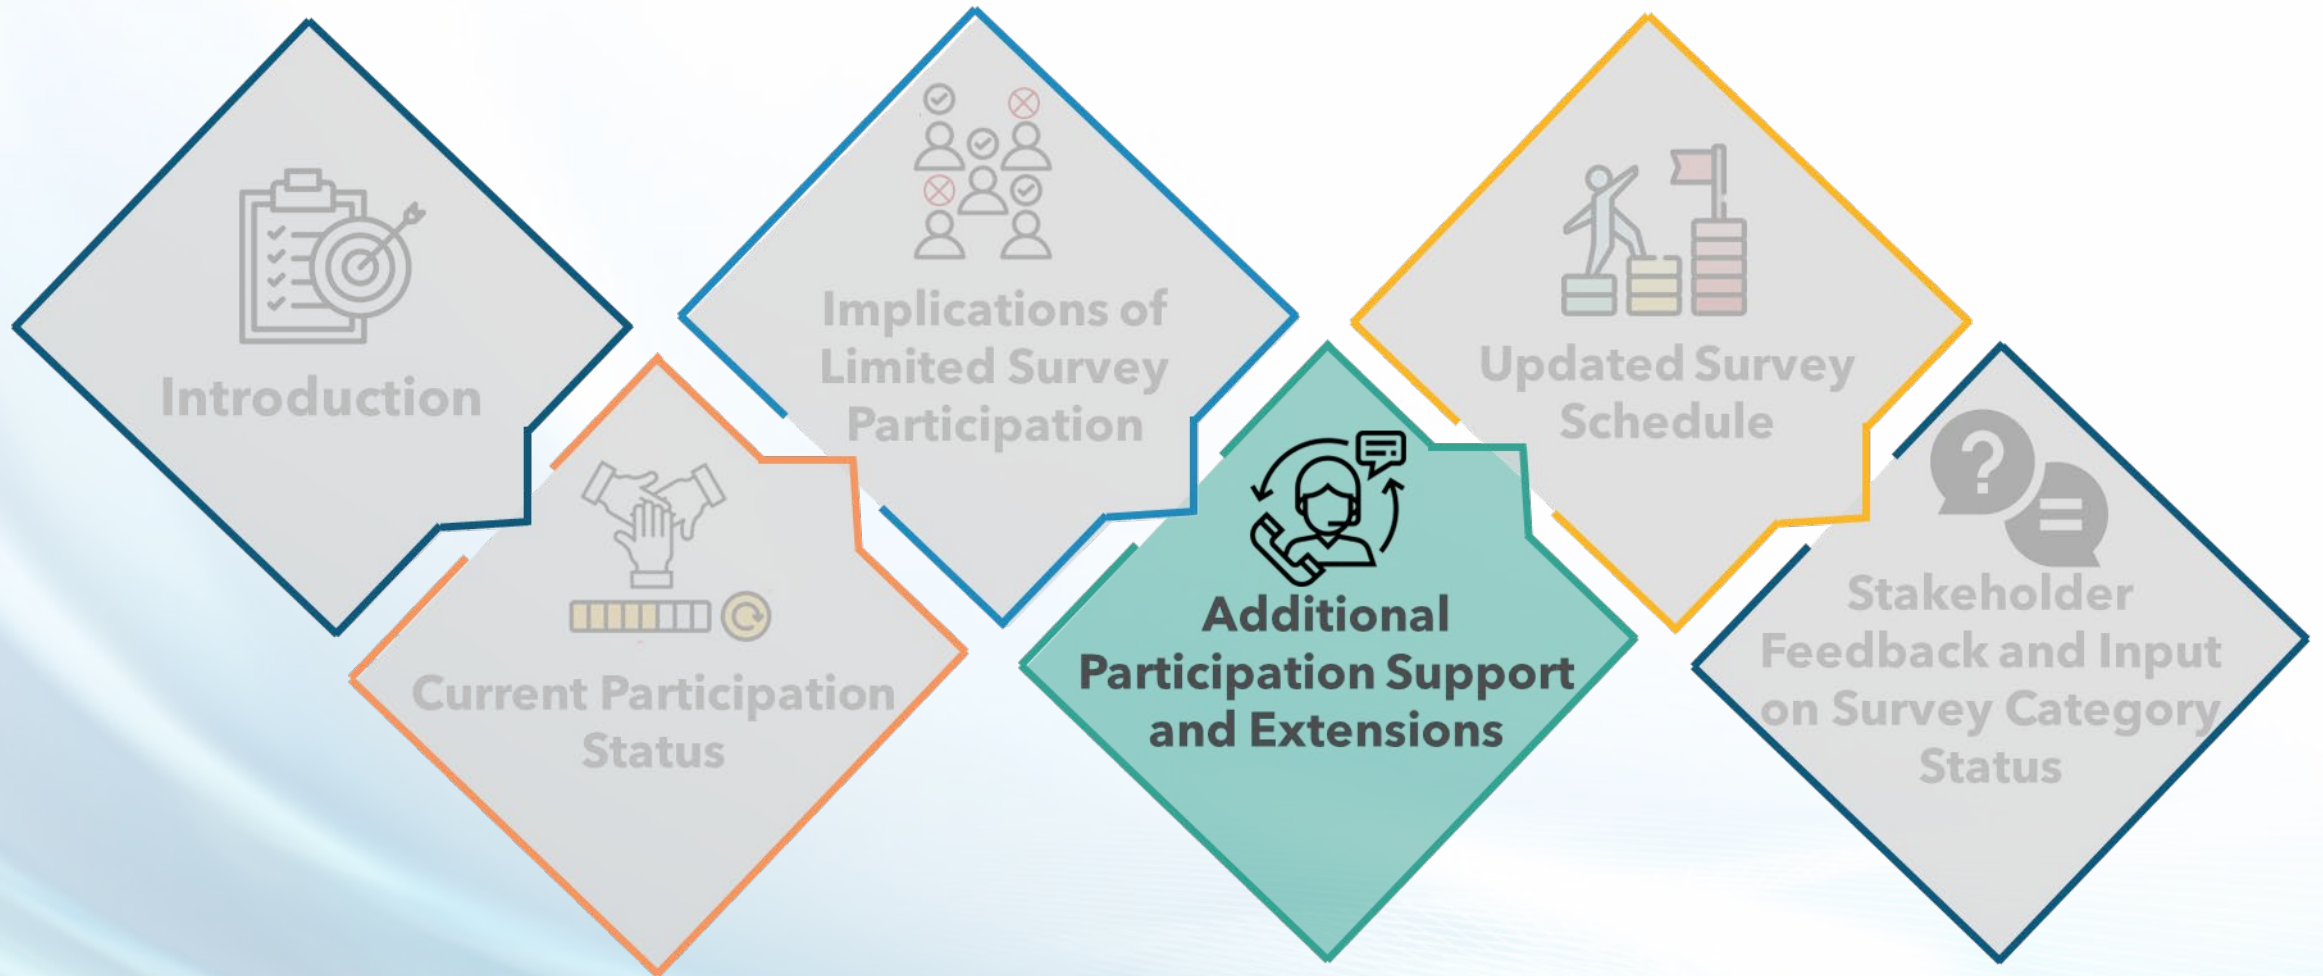 Introduction
Current Participation
Status
Implications of
Limited Survey
Participation
Additional
Participation Support
and Extensions
Updated Survey
Schedule
?
=
Stakeholder
Feedback and Input
on Survey Category
Status